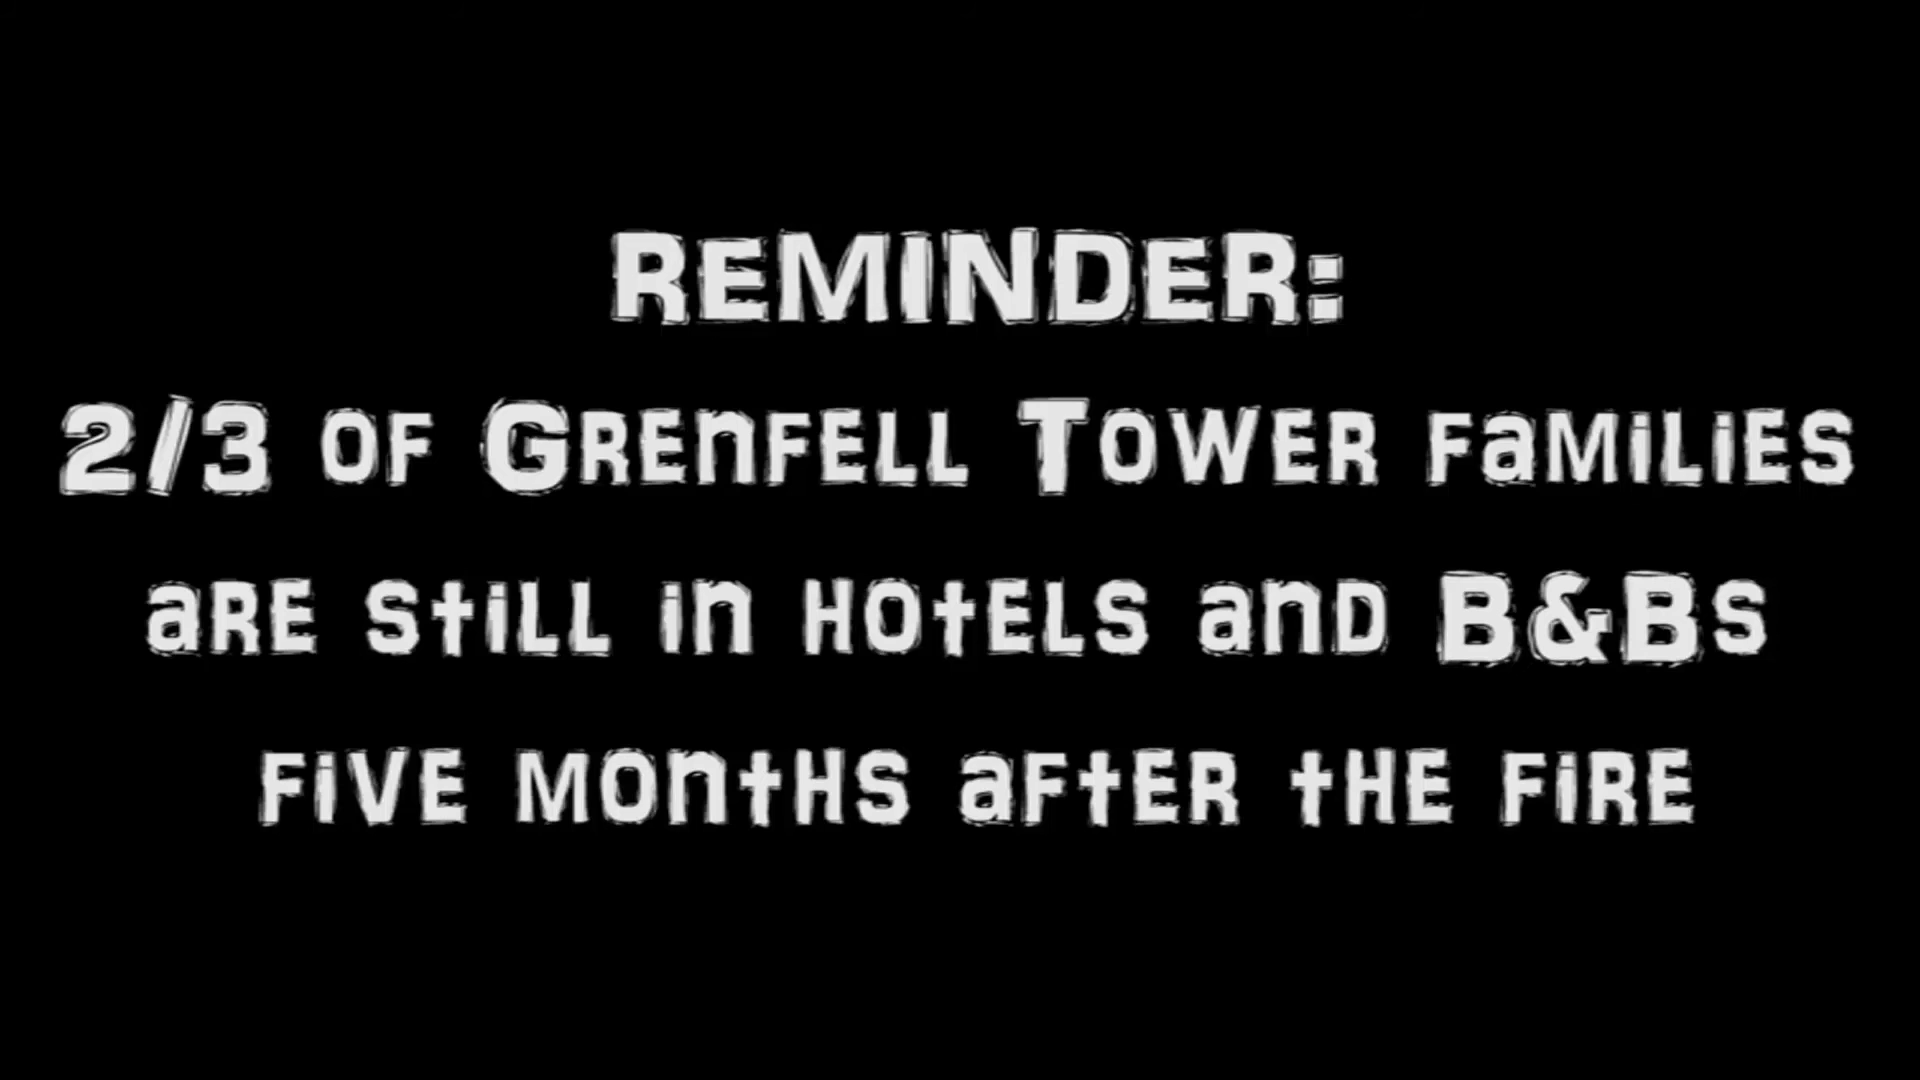 REMINDER:
2/3 of Grenfell Tower families
are still in hotels and B&Bs
five months after the fire